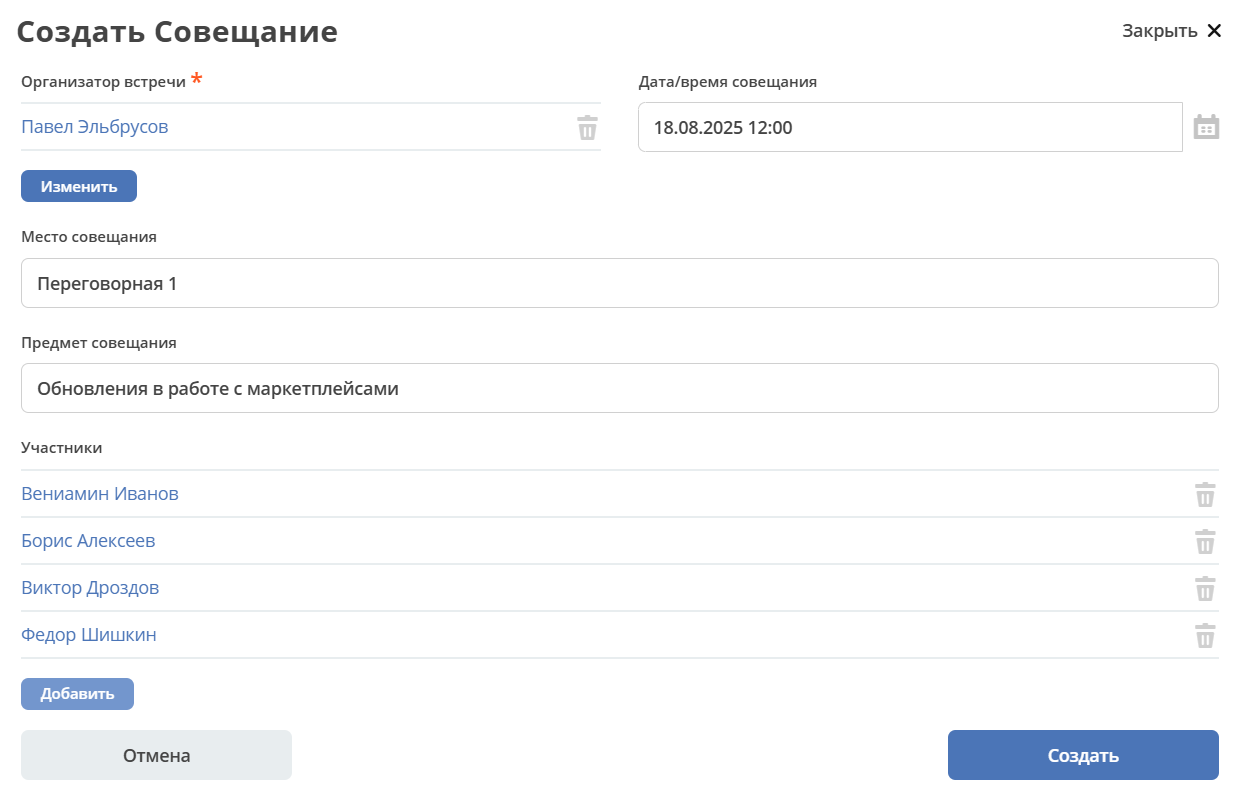 Создать Совещание
Закрыть
Организатор встречи *
Дата/время совещания
Павел Эльбрусов
18.08.2025 12:00
Изменить
Место совещания
Переговорная 1
Предмет совещания
Обновления в работе с маркетплейсами
Участники
Вениамин Иванов
Борис Алексеев
Виктор Дроздов
Федор Шишкин
Добавить
Отмена
Создать